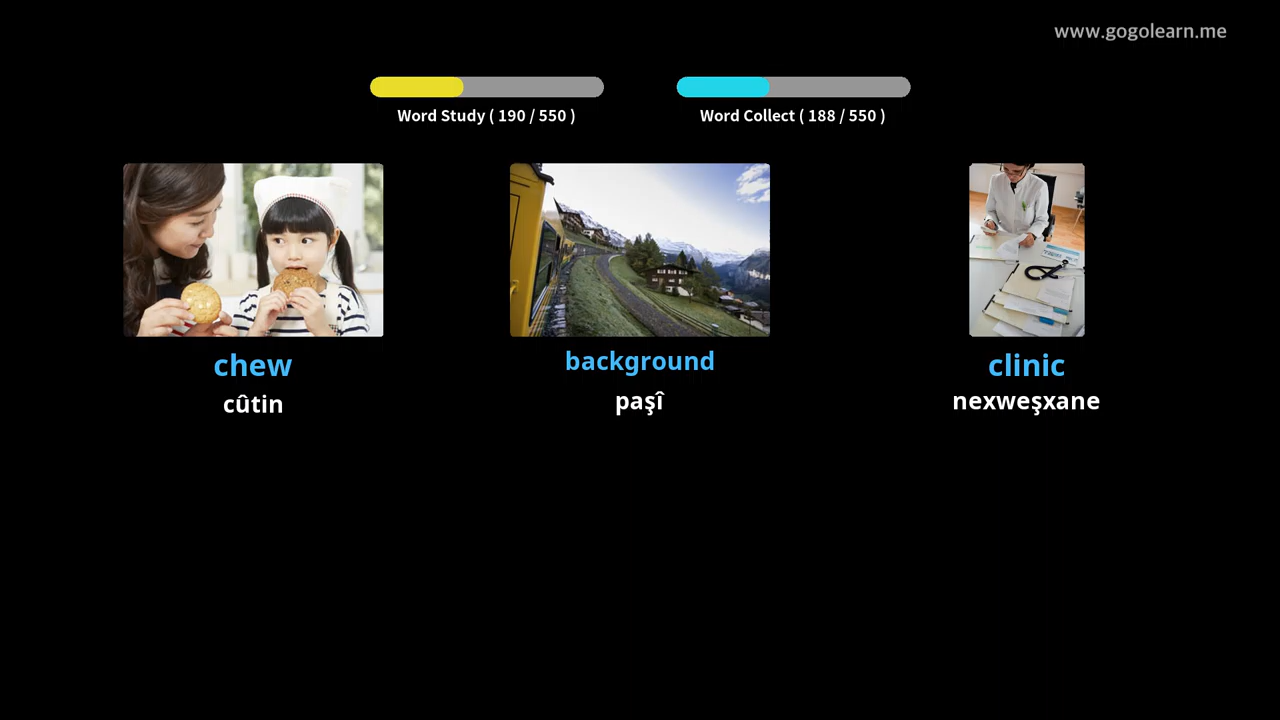 www.gogolearn.me
Word Study ( 190 / 550 )
Word Collect ( 188 / 550 )
chew
background
clinic
cûtin
paşî
nexweşxane